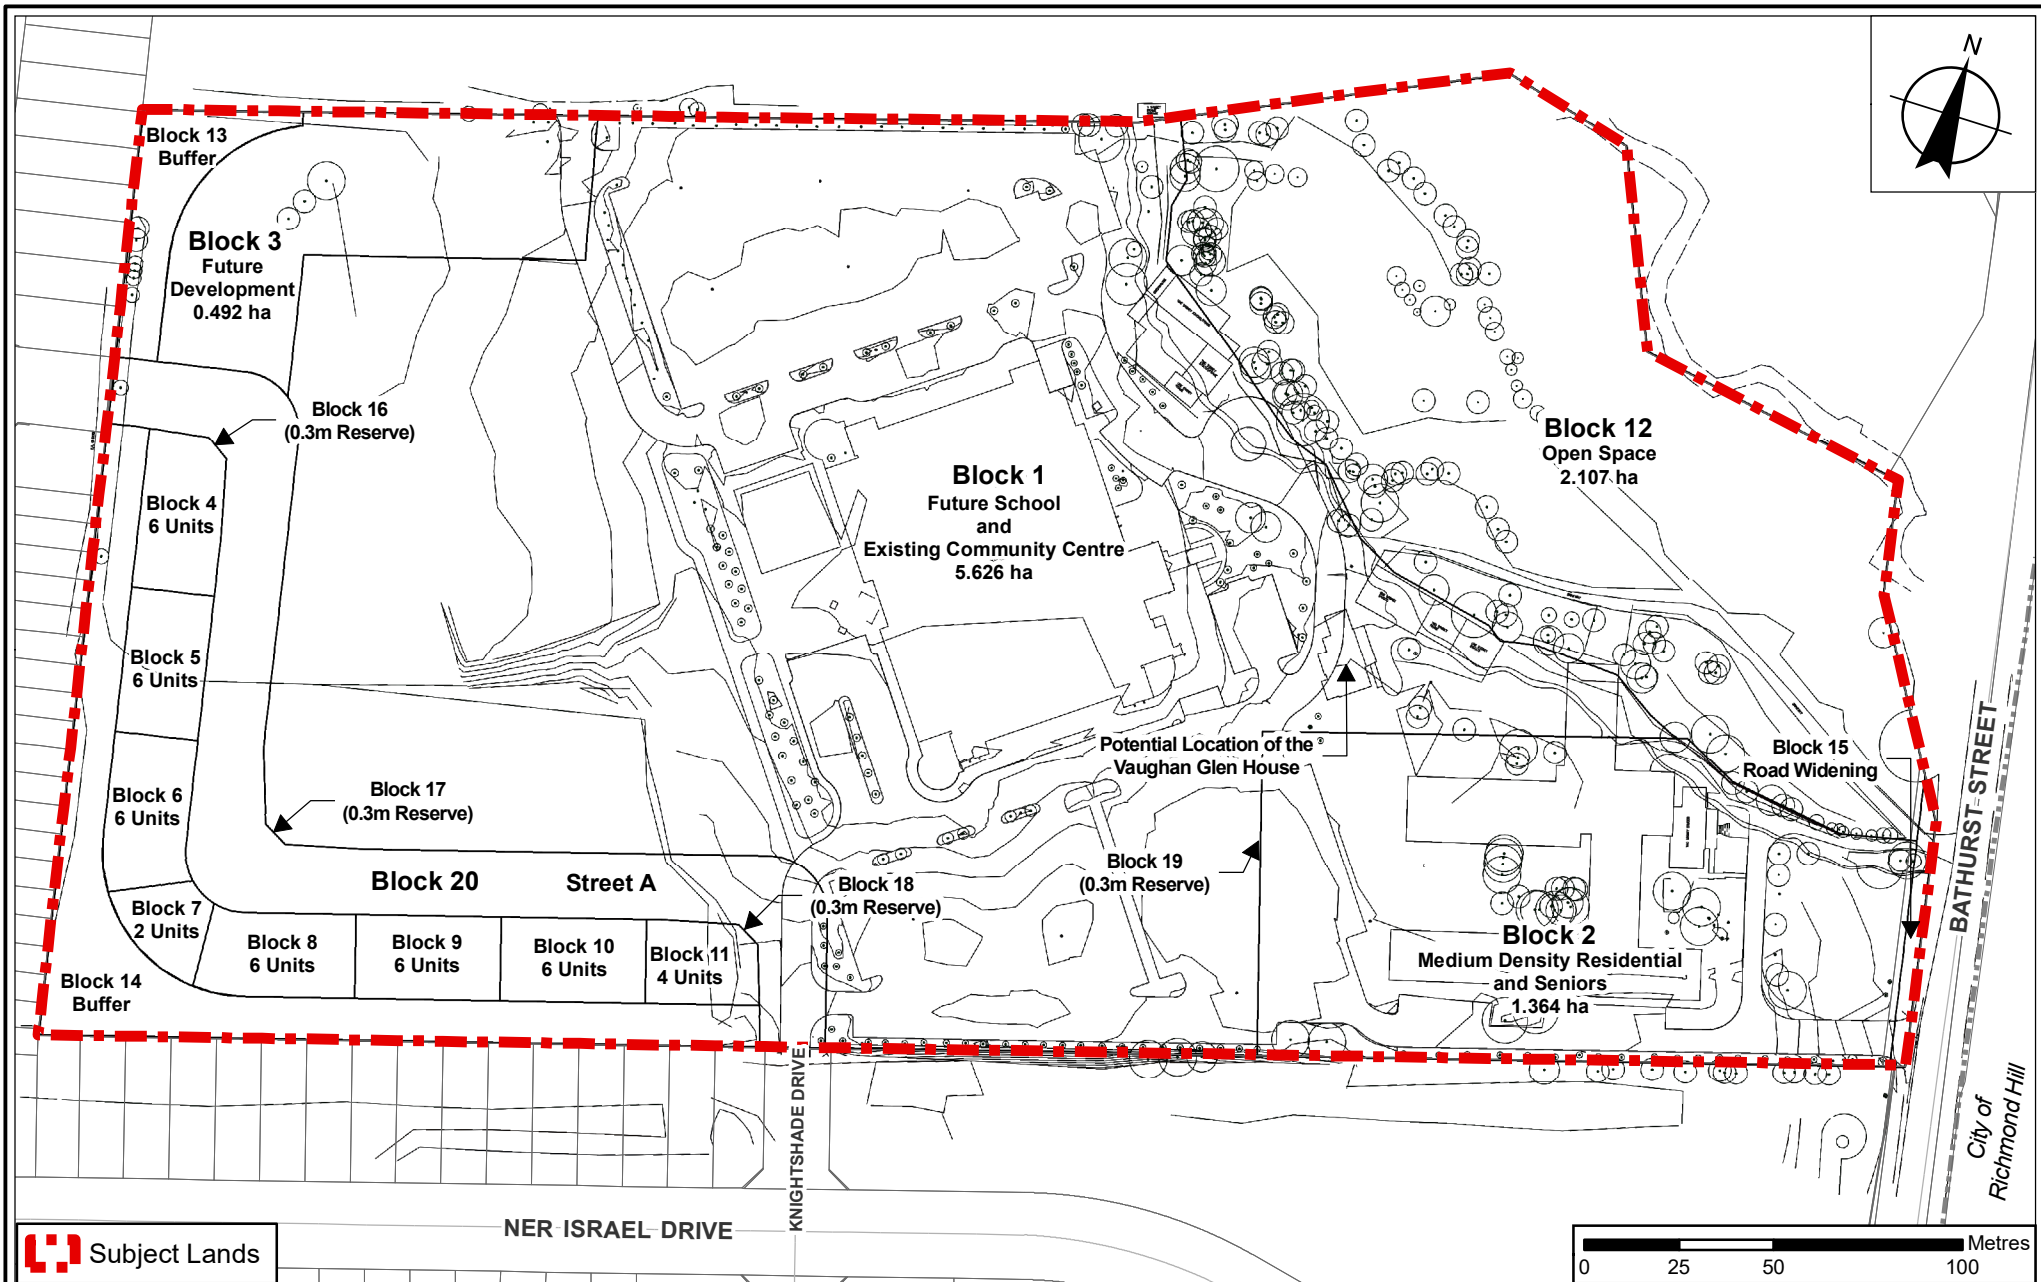 N
Block 13
Buffer
Block 3
Future
Development
0.492 ha
Block 16
(0.3m Reserve)
Block 12
Open Space
2.107 ha
Block 1
Future School
and
Existing Community Centre
5.626 ha
Block 4
6 Units
Block 5
6 Units
Block 6
6 Units
Block 17
(0.3m Reserve)
Potential Location of the
Vaughan Glen House
Block 15
Road Widening
BATHURST STREET
Block 19
(0.3m Reserve)
Block 20
Street A
Block 18
(0.3m Reserve)
Block 7
2 Units
Block 8
6 Units
Block 9
6 Units
Block 10
6 Units
Block 11
4 Units
Block 2
Medium Density Residential
and Seniors
1.364 ha
Block 14
Buffer
KNIGHTSHADE DRIVE
City of
Richmond Hill
NER ISRAEL DRIVE
Subject Lands
Metres
0 25 50 100